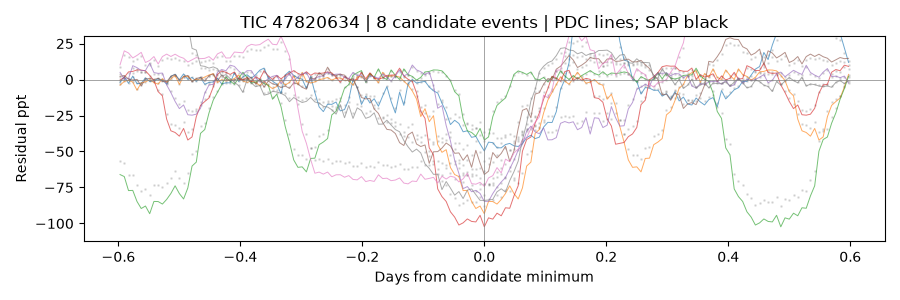 TIC 47820634 | 8 candidate events | PDC lines; SAP black
25
0
−25
−50
−75
−100
Residual ppt
−0.6 −0.4 −0.2 0.0 0.2 0.4 0.6
Days from candidate minimum